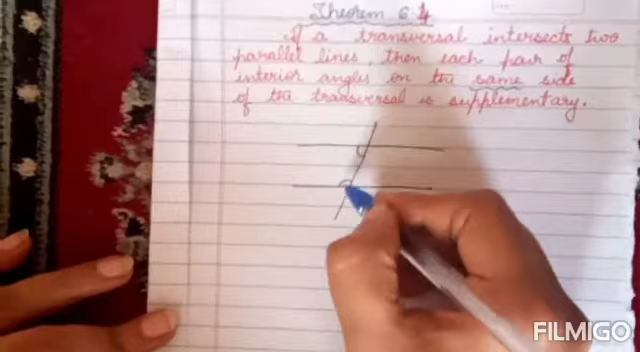 Theorem 6.4
If a transversal intersects two
parallel lines, then each pair of
interior angles on the same side
of the transversal is supplementary.
FILMIGO